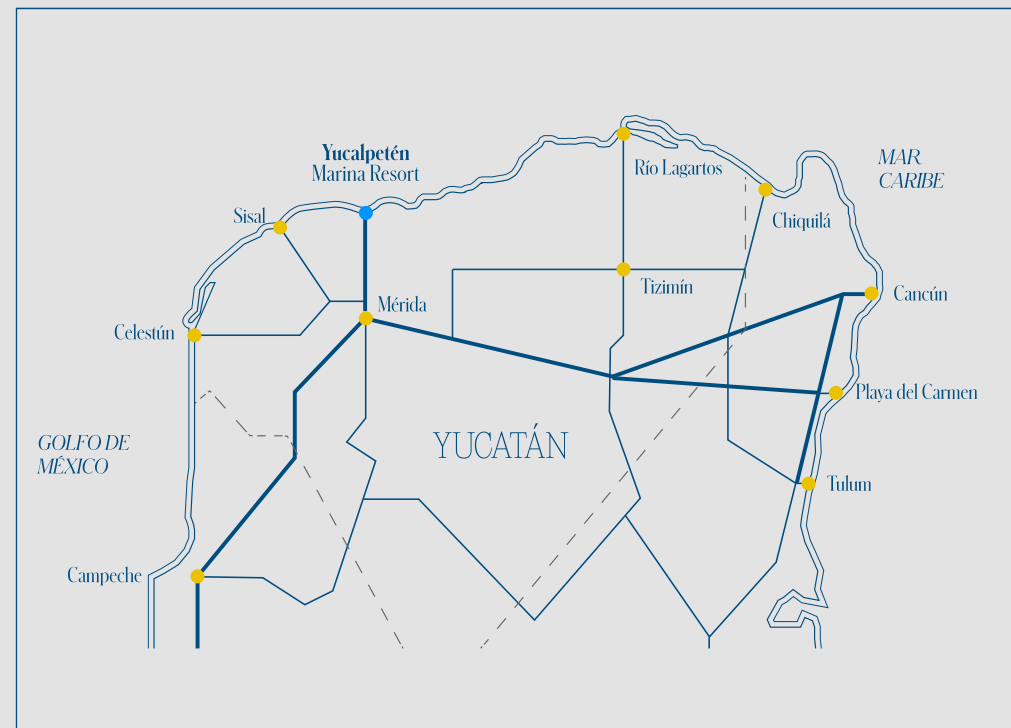 Yucalpetén
Marina Resort
MAR
CARIBE
Río Lagartos
Sisal
Chiquilá
Tizimín
Cancún
Mérida
Celestún
Playa del Carmen
GOLFO DE
MÉXICO
YUCATÁN
Tulum
Campeche